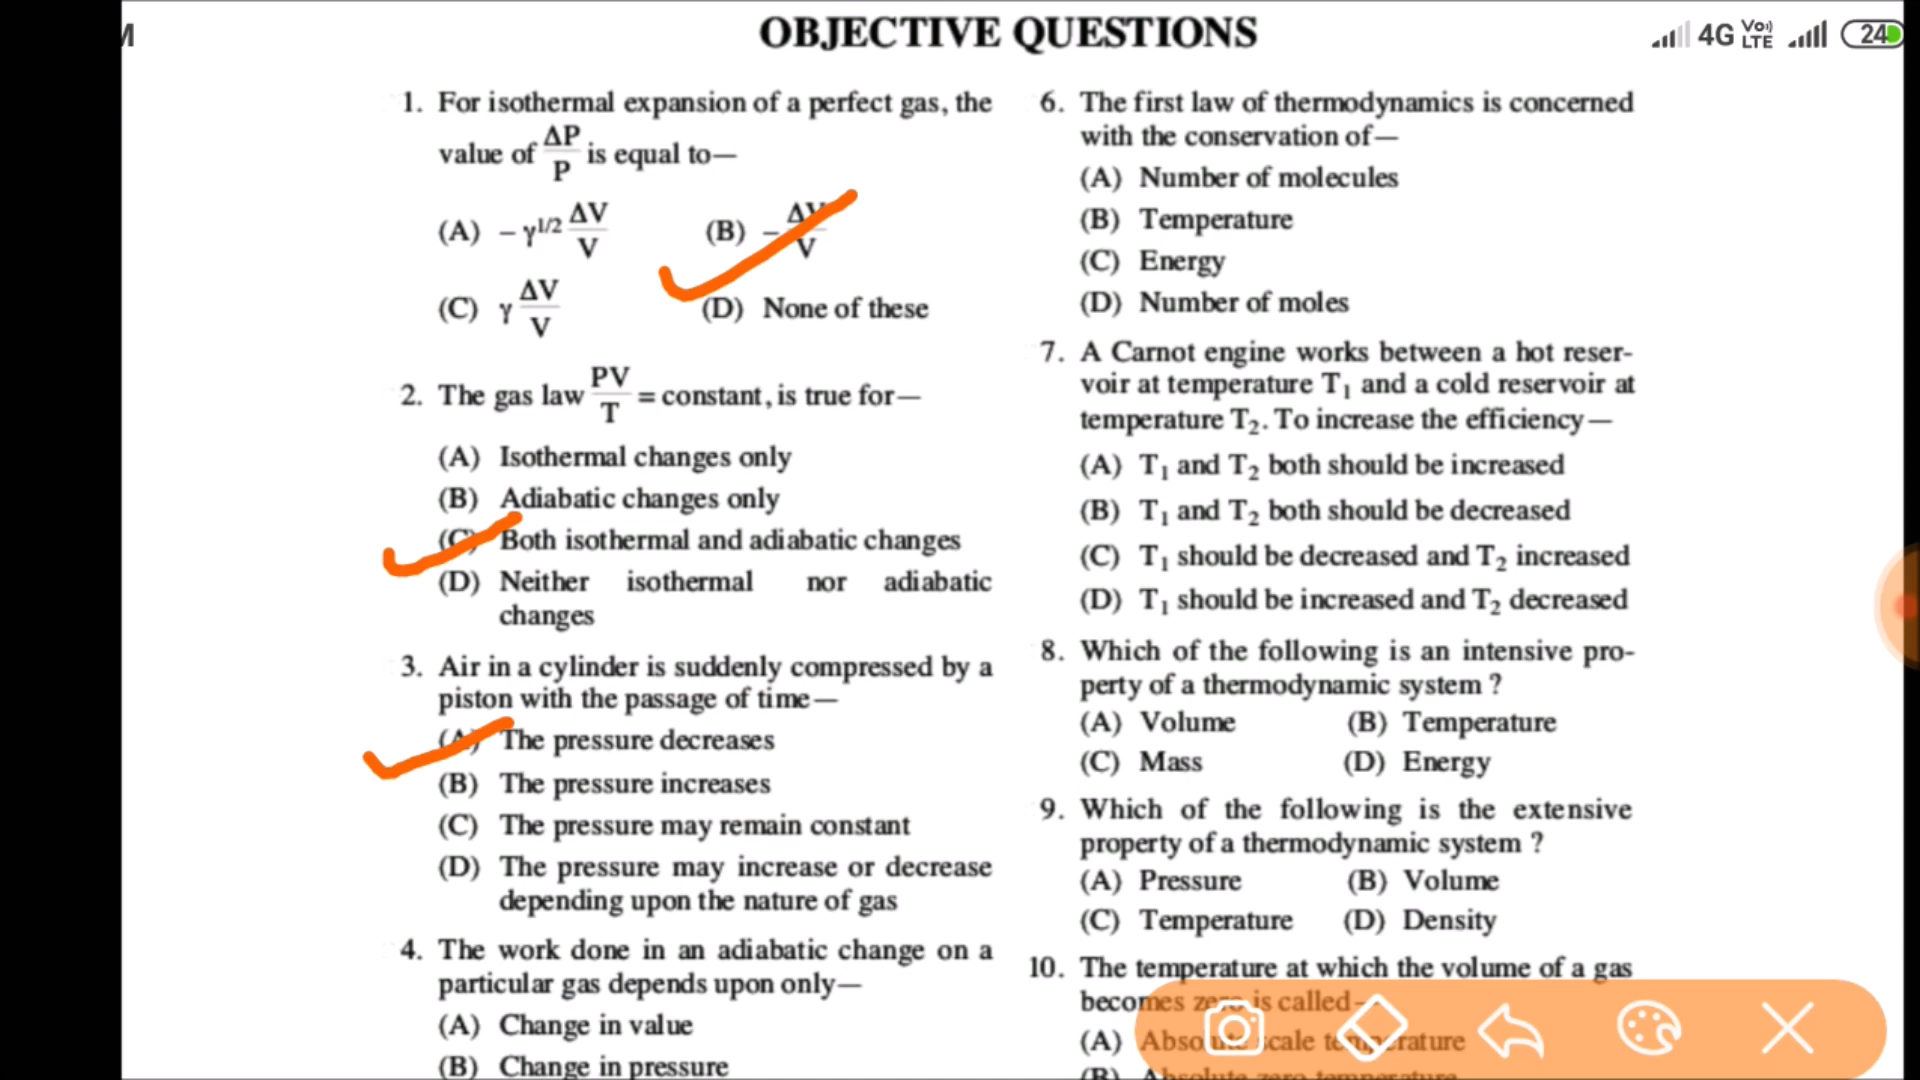 OBJECTIVE QUESTIONS
4G Vo)) LTE 24
1. For isothermal expansion of a perfect gas, the
value of ΔP/P is equal to—
(A) – γ^1/2 ΔV/V (B) – ΔV/V
(C) γ ΔV/V (D) None of these
2. The gas law PV/T = constant, is true for—
(A) Isothermal changes only
(B) Adiabatic changes only
(C) Both isothermal and adiabatic changes
(D) Neither isothermal nor adiabatic
changes
3. Air in a cylinder is suddenly compressed by a
piston with the passage of time—
(A) The pressure decreases
(B) The pressure increases
(C) The pressure may remain constant
(D) The pressure may increase or decrease
depending upon the nature of gas
4. The work done in an adiabatic change on a
particular gas depends upon only—
(A) Change in value
(B) Change in pressure
6. The first law of thermodynamics is concerned
with the conservation of—
(A) Number of molecules
(B) Temperature
(C) Energy
(D) Number of moles
7. A Carnot engine works between a hot reser-
voir at temperature T₁ and a cold reservoir at
temperature T₂. To increase the efficiency—
(A) T₁ and T₂ both should be increased
(B) T₁ and T₂ both should be decreased
(C) T₁ should be decreased and T₂ increased
(D) T₁ should be increased and T₂ decreased
8. Which of the following is an intensive pro-
perty of a thermodynamic system ?
(A) Volume (B) Temperature
(C) Mass (D) Energy
9. Which of the following is the extensive
property of a thermodynamic system ?
(A) Pressure (B) Volume
(C) Temperature (D) Density
10. The temperature at which the volume of a gas
becomes zero is called—
(A) Absolute scale temperature
(B) Absolute zero temperature